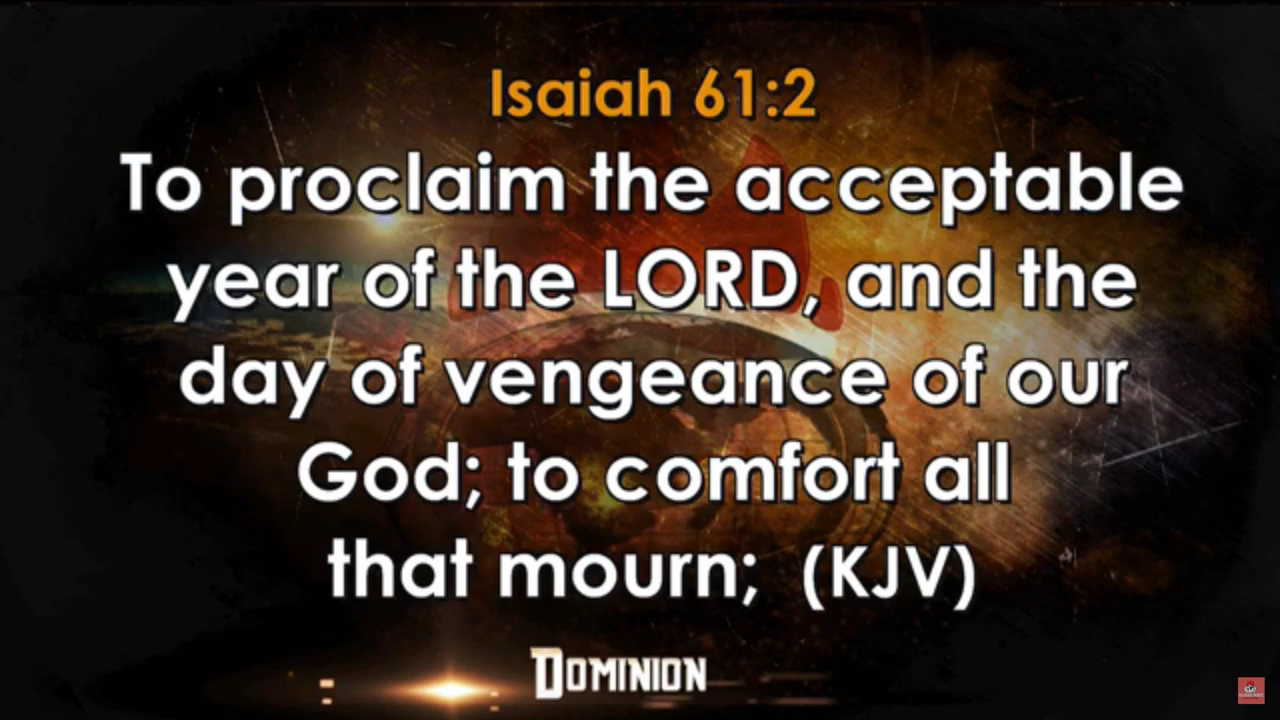 Isaiah 61:2
To proclaim the acceptable
year of the LORD, and the
day of vengeance of our
God; to comfort all
that mourn; (KJV)
DOMINION